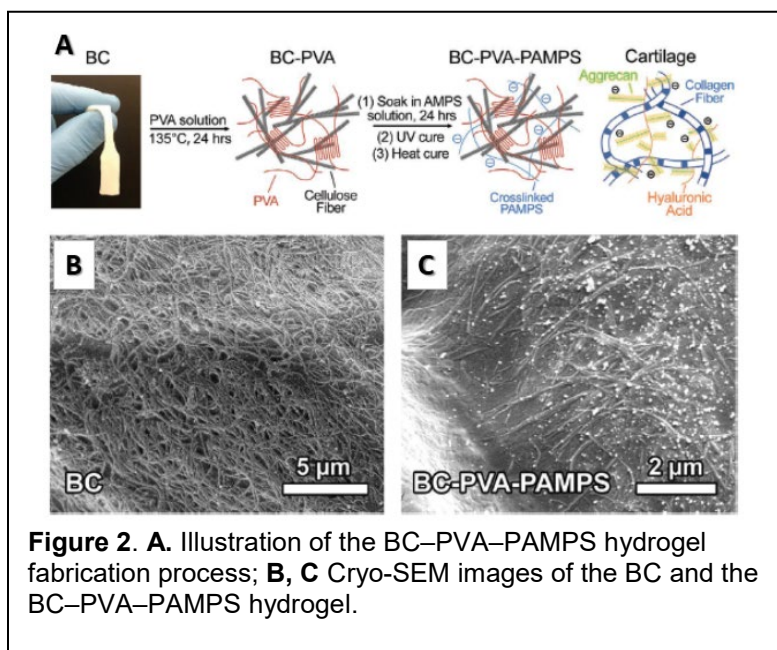 A
BC
BC-PVA
BC-PVA-PAMPS
Cartilage
PVA solution
135°C, 24 hrs
(1) Soak in AMPS
solution, 24 hrs
(2) UV cure
(3) Heat cure
Aggrecan
Collagen
Fiber
PVA
Cellulose
Fiber
Crosslinked
PAMPS
Hyaluronic
Acid
B
BC
5 µm
C
BC-PVA-PAMPS
2 µm
Figure 2. A. Illustration of the BC–PVA–PAMPS hydrogel
fabrication process; B, C Cryo-SEM images of the BC and the
BC–PVA–PAMPS hydrogel.